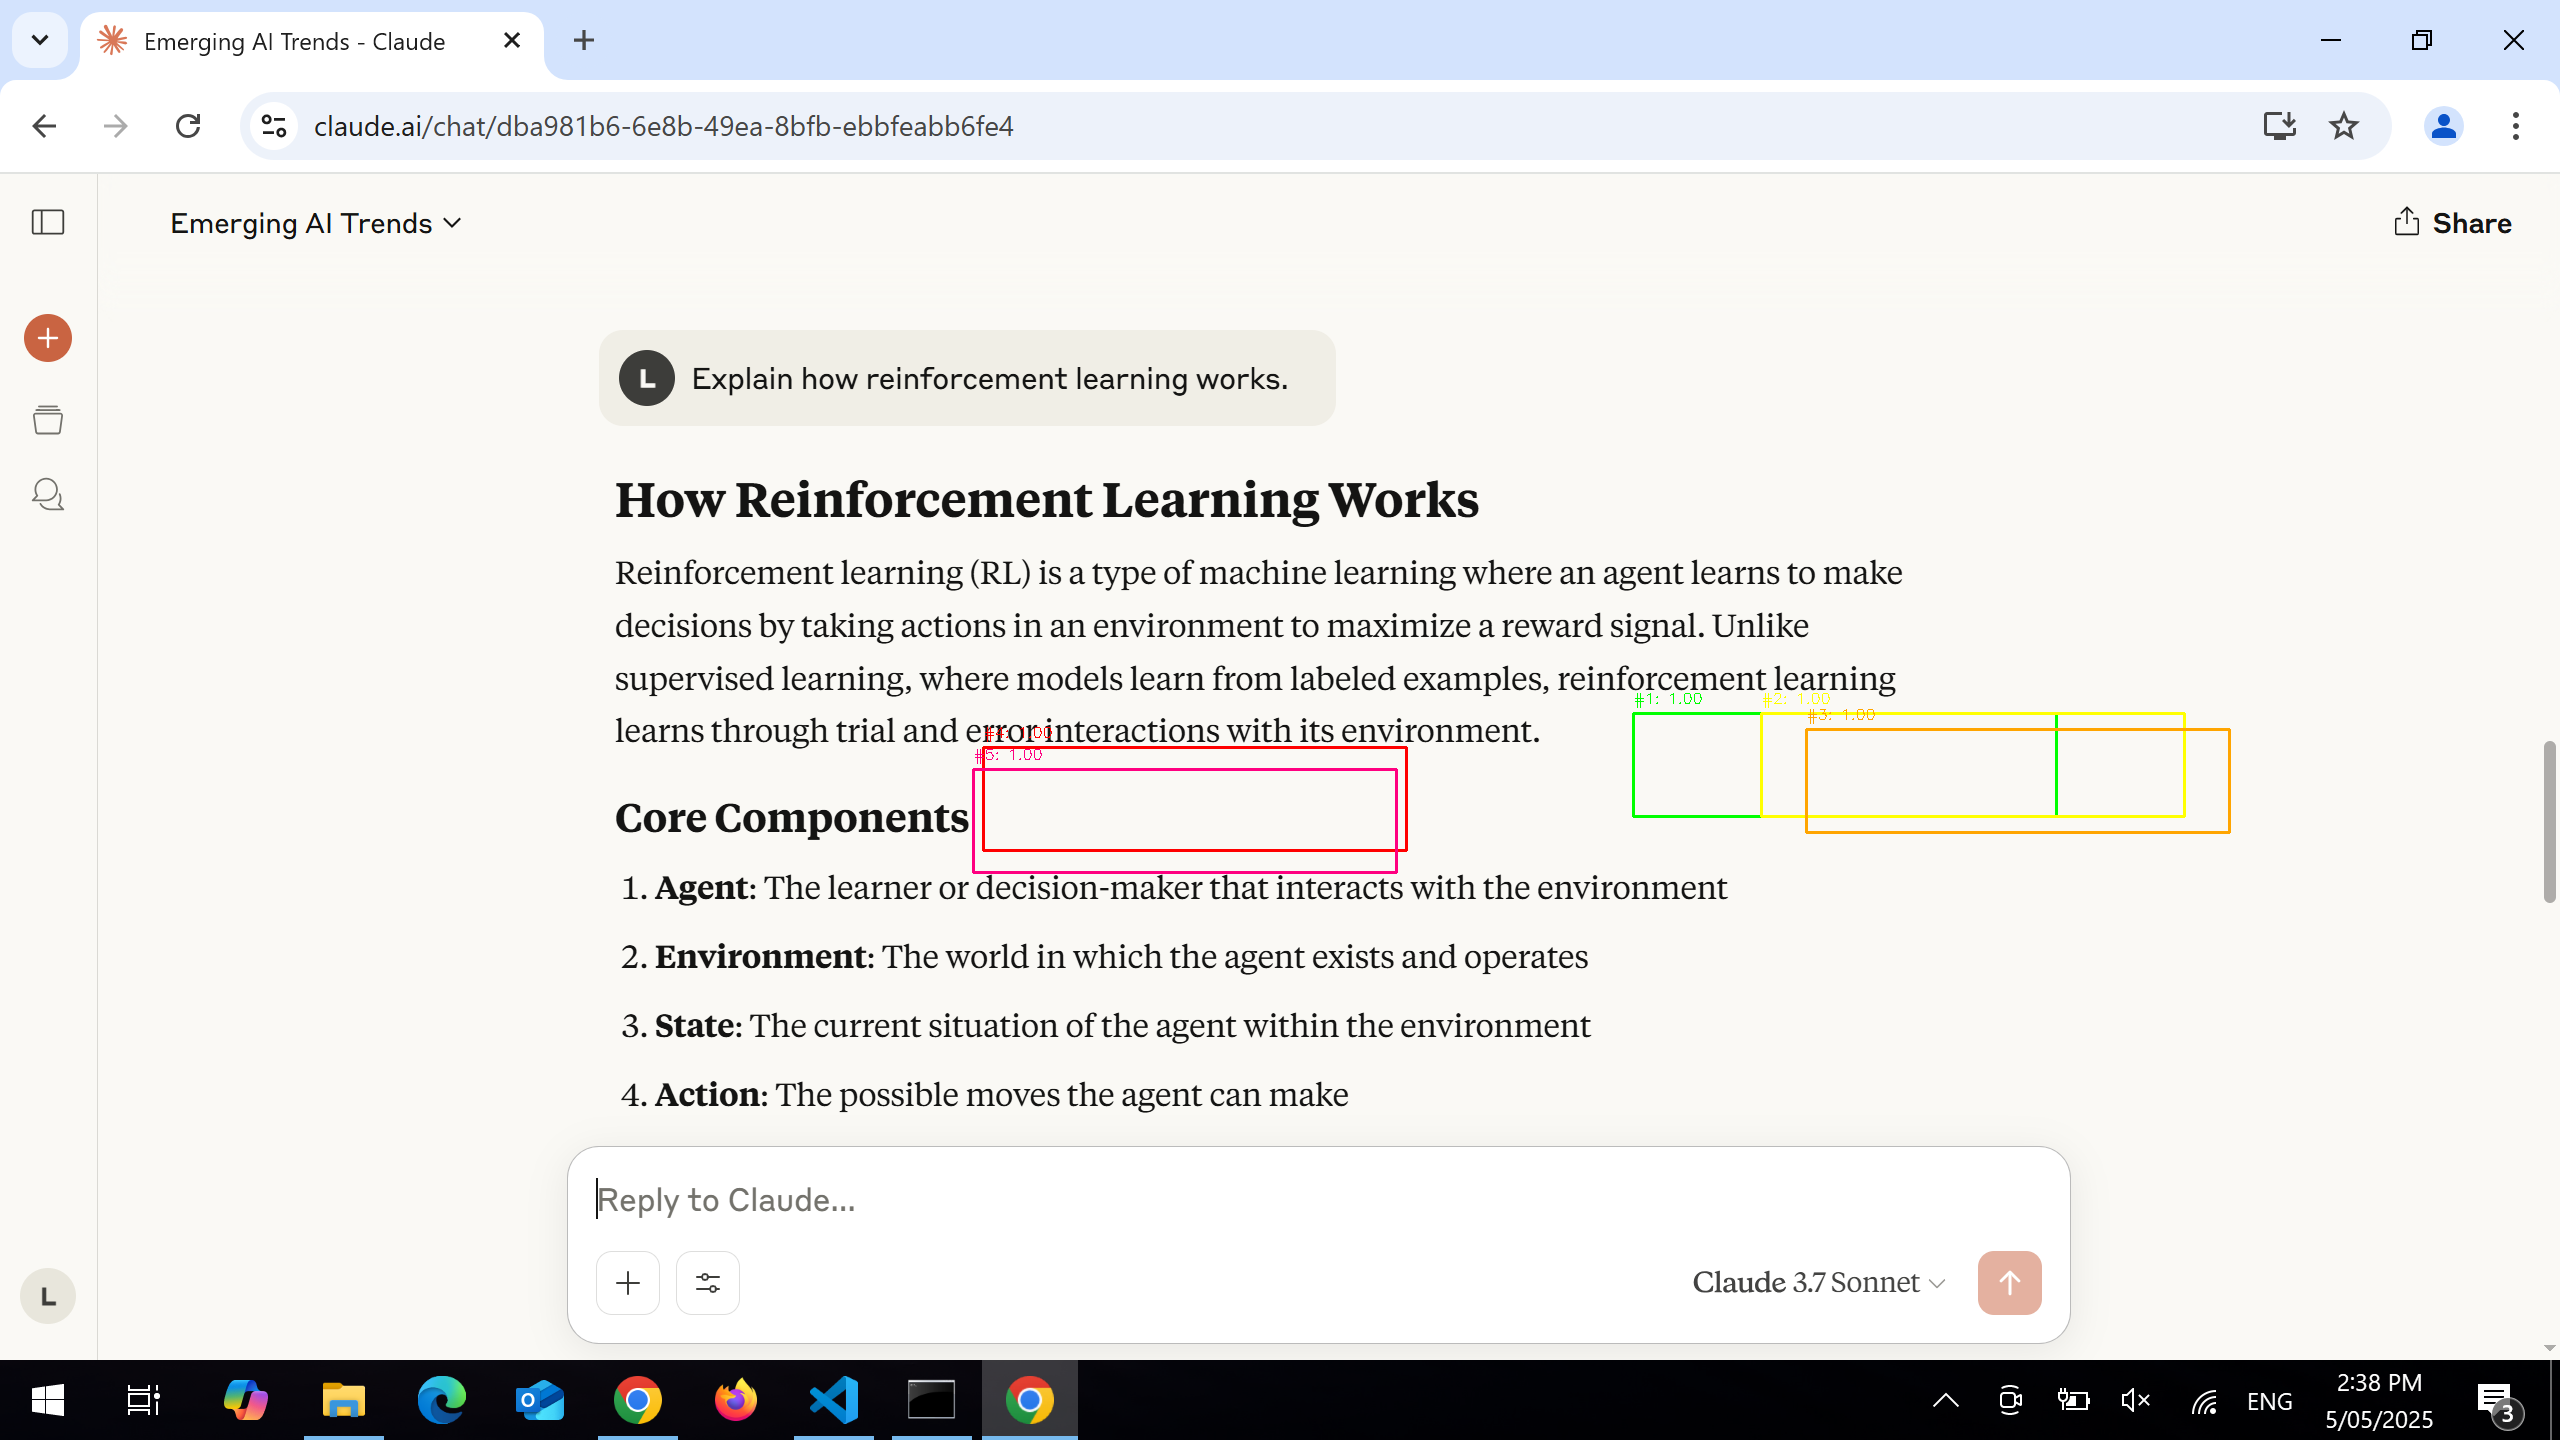 Emerging AI Trends - Claude
claude.ai/chat/dba981b6-6e8b-49ea-8bfb-ebbfeabb6fe4
Emerging AI Trends
Share
L Explain how reinforcement learning works.
How Reinforcement Learning Works
Reinforcement learning (RL) is a type of machine learning where an agent learns to make
decisions by taking actions in an environment to maximize a reward signal. Unlike
supervised learning, where models learn from labeled examples, reinforcement learning
#1: 1.00 #2: 1.00
#3: 1.00
learns through trial and error interactions with its environment.
#4: 1.00
#5: 1.00
Core Components
1. Agent: The learner or decision-maker that interacts with the environment
2. Environment: The world in which the agent exists and operates
3. State: The current situation of the agent within the environment
4. Action: The possible moves the agent can make
Reply to Claude...
Claude 3.7 Sonnet
L
ENG
2:38 PM
5/05/2025
3